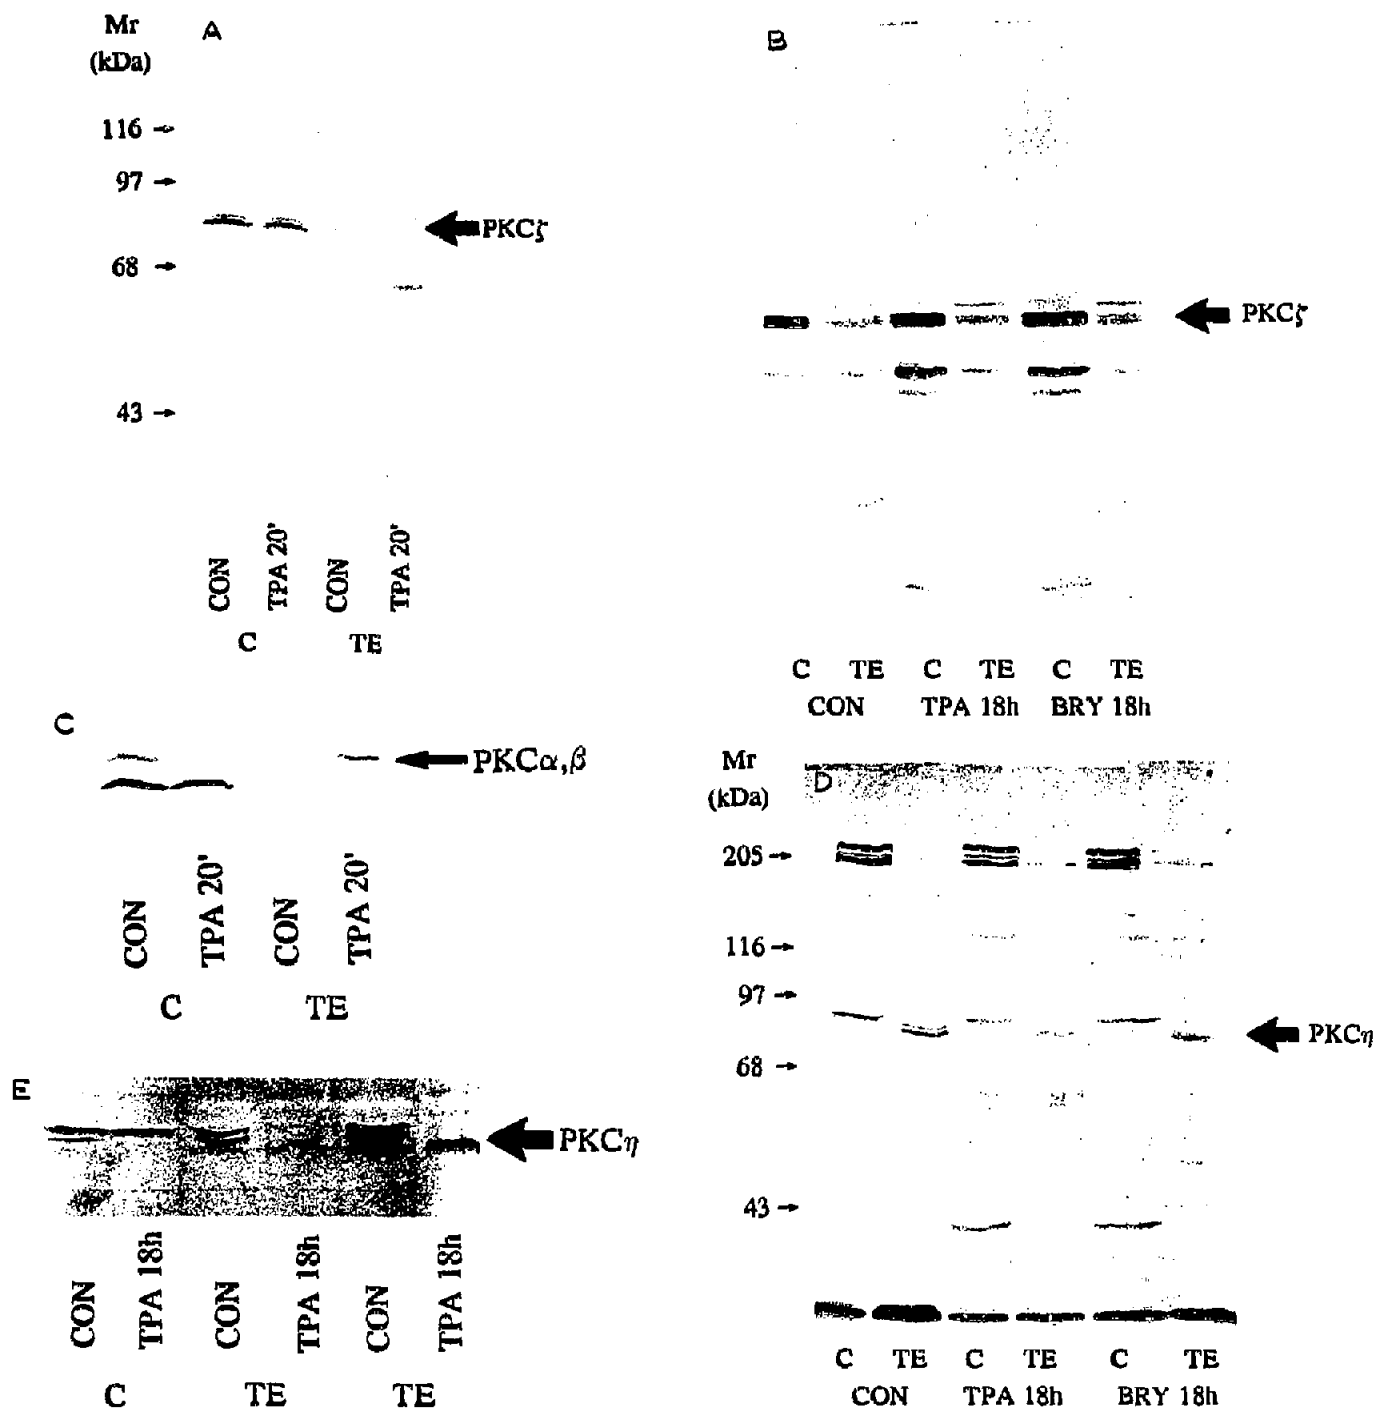 Mr
(kDa)
A
116
97
68
43
PKCζ
CON
TPA 20'
CON
TPA 20'
C
TE
B
PKCζ
C TE C TE C TE
CON TPA 18h BRY 18h
C
PKCα,β
CON
TPA 20'
CON
TPA 20'
C
TE
Mr
(kDa)
D
205
116
97
68
43
PKCη
C TE C TE C TE
CON TPA 18h BRY 18h
E
PKCη
CON
TPA 18h
CON
TPA 18h
CON
TPA 18h
C
TE
TE